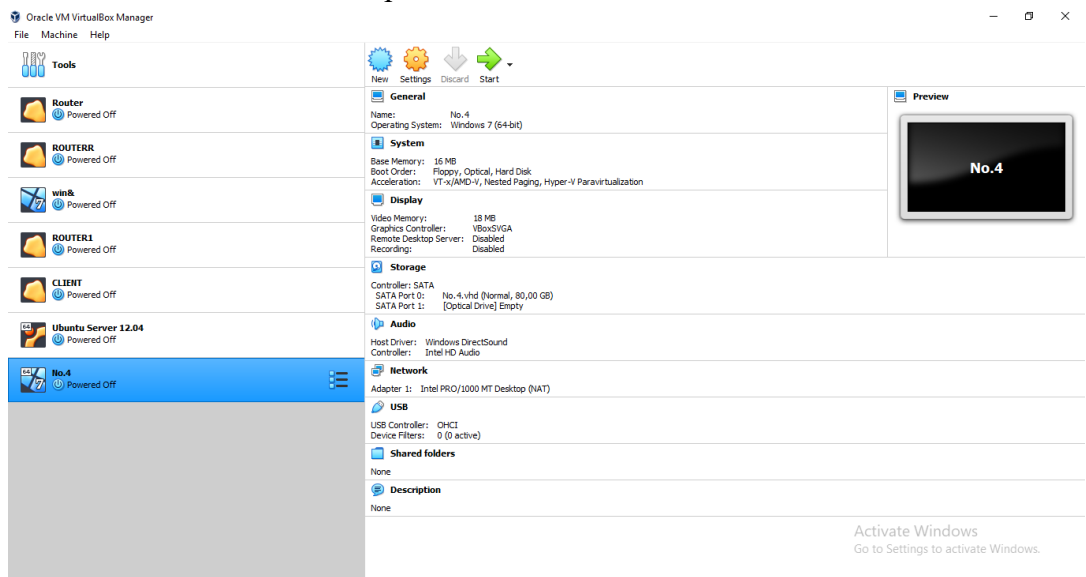 Oracle VM VirtualBox Manager
File Machine Help
Tools
New Settings Discard Start
Router
Powered Off
ROUTERR
Powered Off
win&
Powered Off
ROUTER1
Powered Off
CLIENT
Powered Off
64
Ubuntu Server 12.04
Powered Off
64
No.4
Powered Off
General
Name: No.4
Operating System: Windows 7 (64-bit)
System
Base Memory: 16 MB
Boot Order: Floppy, Optical, Hard Disk
Acceleration: VT-x/AMD-V, Nested Paging, Hyper-V Paravirtualization
Display
Video Memory: 18 MB
Graphics Controller: VBoxSVGA
Remote Desktop Server: Disabled
Recording: Disabled
Storage
Controller: SATA
SATA Port 0: No.4.vhd (Normal, 80,00 GB)
SATA Port 1: [Optical Drive] Empty
Audio
Host Driver: Windows DirectSound
Controller: Intel HD Audio
Network
Adapter 1: Intel PRO/1000 MT Desktop (NAT)
USB
USB Controller: OHCI
Device Filters: 0 (0 active)
Shared folders
None
Description
None
Preview
No.4
Activate Windows
Go to Settings to activate Windows.